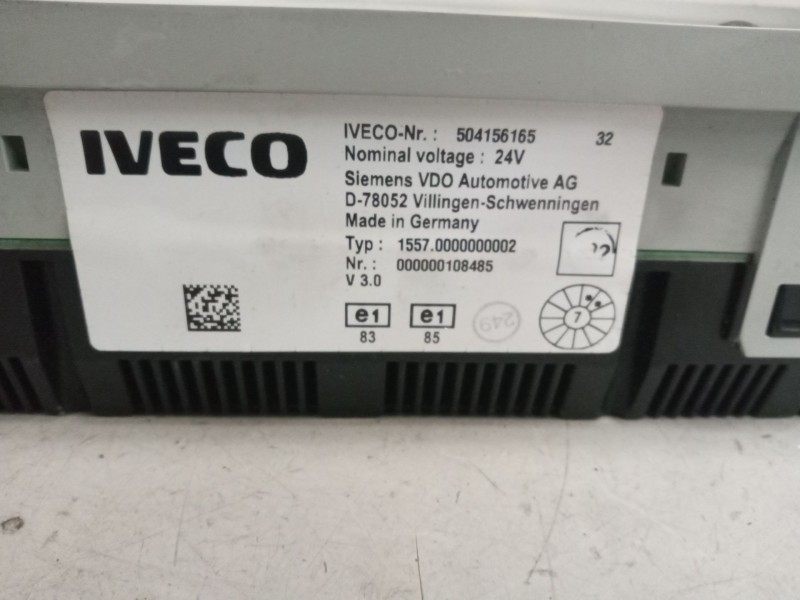 IVECO
IVECO-Nr. : 504156165 32
Nominal voltage : 24V
Siemens VDO Automotive AG
D-78052 Villingen-Schwenningen
Made in Germany
Typ : 1557.0000000002
Nr. : 000000108485
V 3.0
e1 e1
83 85
249
7